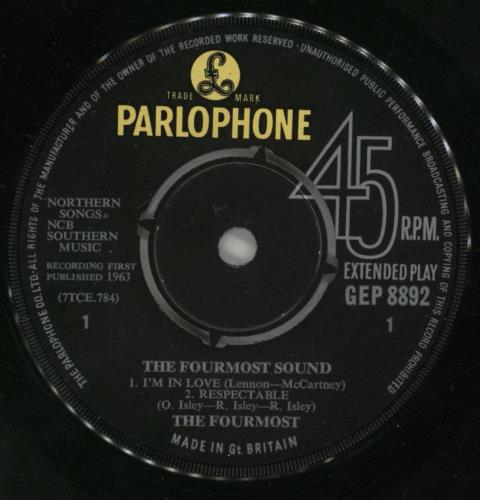 THE PARLOPHONE CO. LTD. ALL RIGHTS OF THE MANUFACTURER AND OF THE OWNER OF THE RECORDED WORK RESERVED · UNAUTHORISED PUBLIC PERFORMANCE BROADCASTING AND COPYING OF THIS RECORD PROHIBITED
£
TRADE MARK
PARLOPHONE
45
R.P.M.
EXTENDED PLAY
GEP 8892
NORTHERN
SONGS
NCB
SOUTHERN
MUSIC
RECORDING FIRST
PUBLISHED 1963
(7TCE.784)
1
1
THE FOURMOST SOUND
1. I'M IN LOVE (Lennon—McCartney)
2. RESPECTABLE
(O. Isley—R. Isley—R. Isley)
THE FOURMOST
MADE IN Gt. BRITAIN